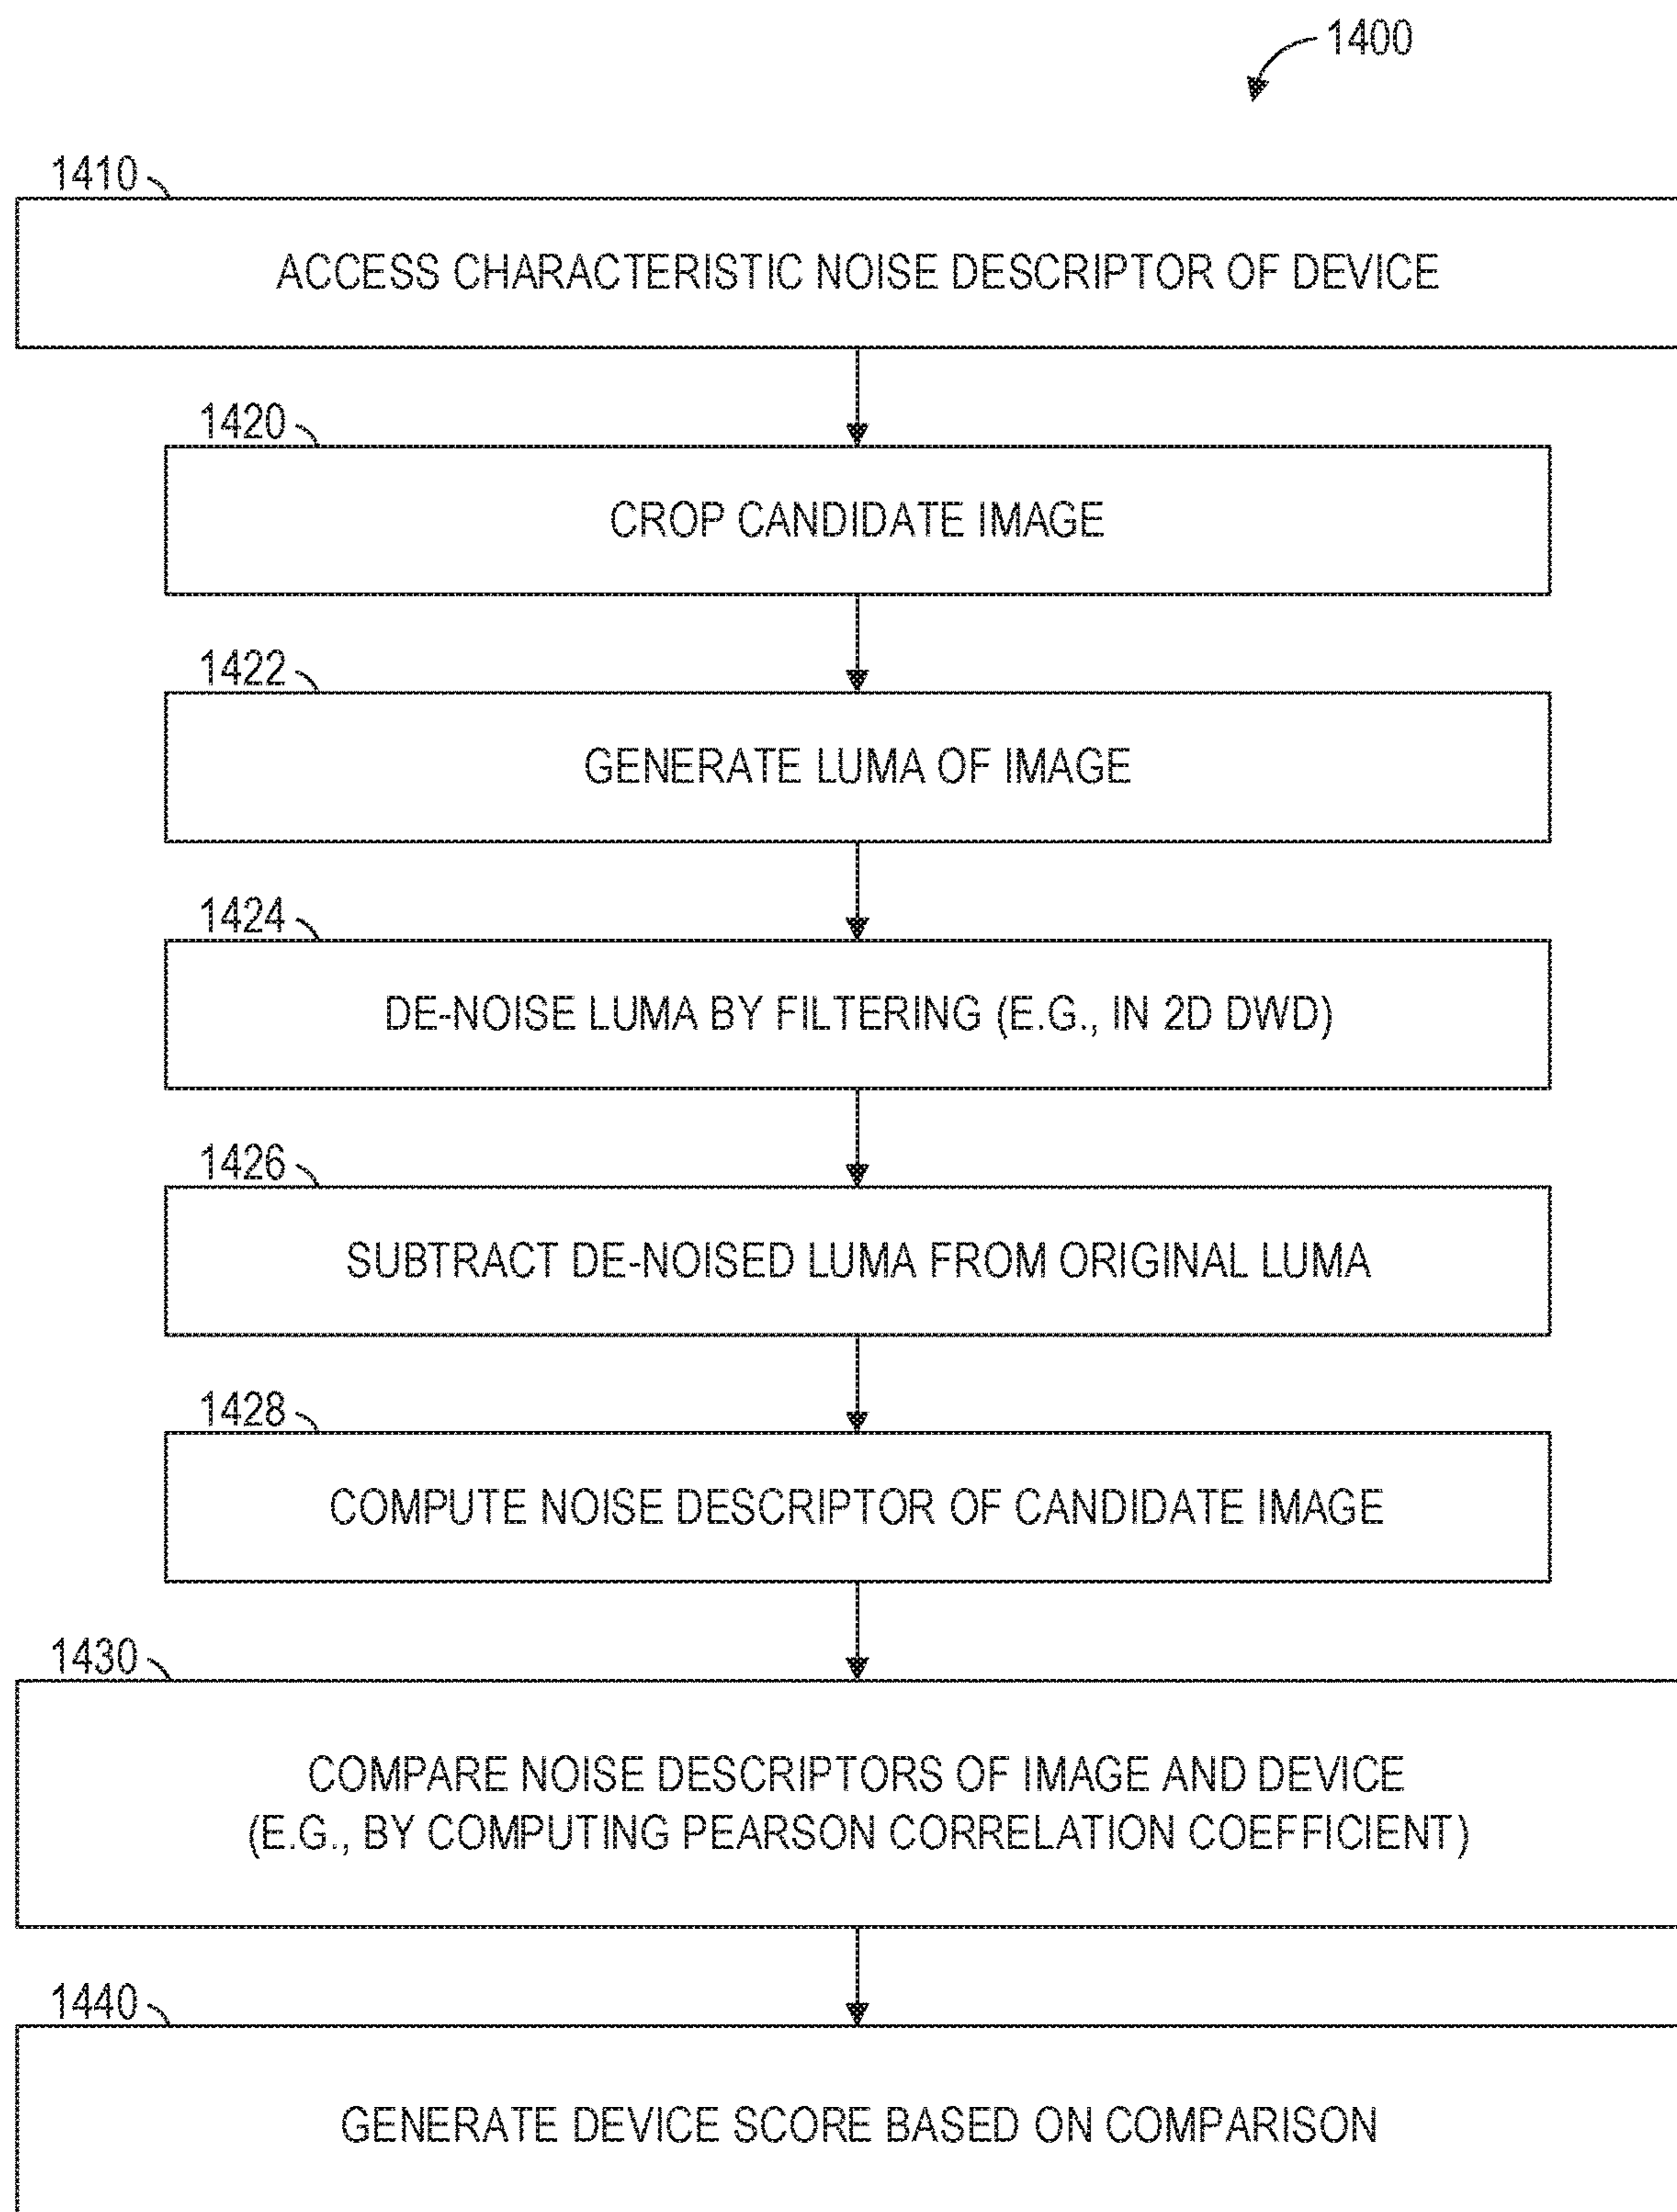 1400
1410
ACCESS CHARACTERISTIC NOISE DESCRIPTOR OF DEVICE
1420
CROP CANDIDATE IMAGE
1422
GENERATE LUMA OF IMAGE
1424
DE-NOISE LUMA BY FILTERING (E.G., IN 2D DWD)
1426
SUBTRACT DE-NOISED LUMA FROM ORIGINAL LUMA
1428
COMPUTE NOISE DESCRIPTOR OF CANDIDATE IMAGE
1430
COMPARE NOISE DESCRIPTORS OF IMAGE AND DEVICE
(E.G., BY COMPUTING PEARSON CORRELATION COEFFICIENT)
1440
GENERATE DEVICE SCORE BASED ON COMPARISON